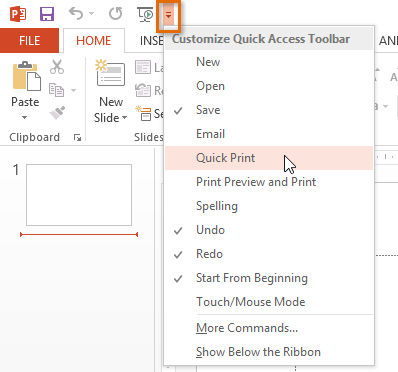 FILE HOME INSE AN
Customize Quick Access Toolbar
New
Open
Save
Email
Quick Print
Print Preview and Print
Spelling
Undo
Redo
Start From Beginning
Touch/Mouse Mode
More Commands...
Show Below the Ribbon
Paste
Clipboard
New
Slide
La
Re
Slides
1